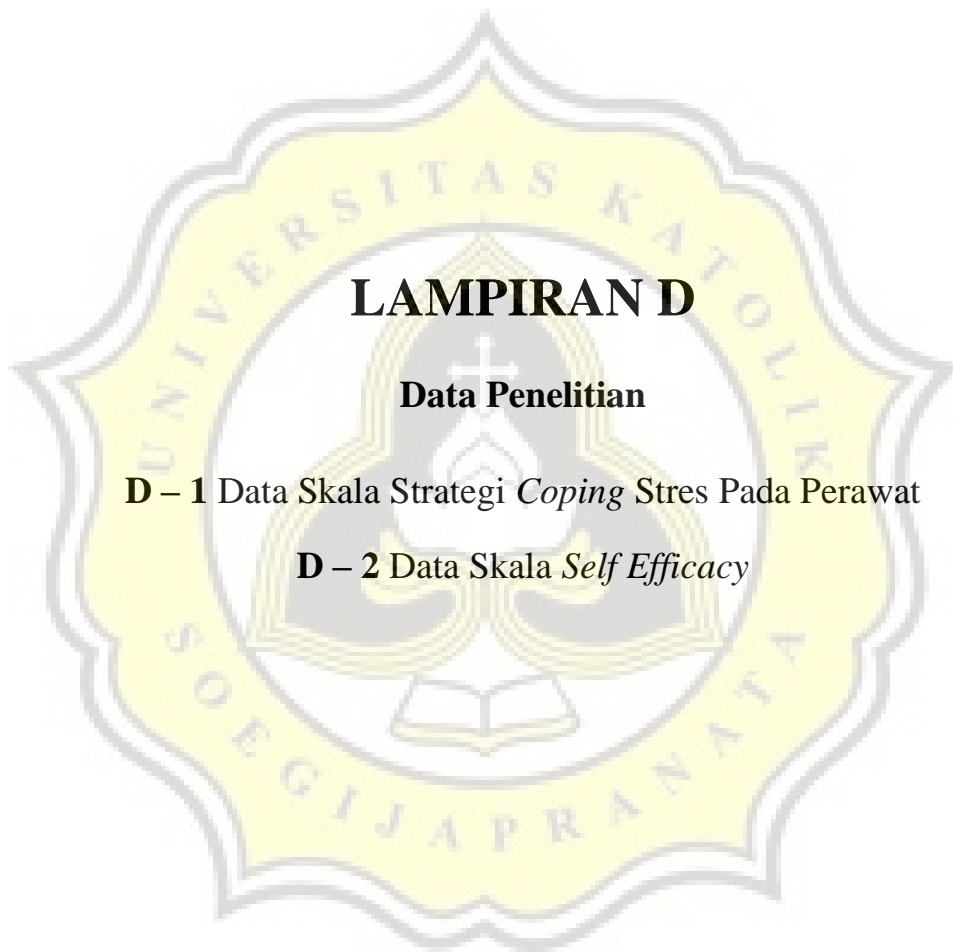 UNIVERSITAS KATOLIK
LAMPIRAN D
Data Penelitian
D – 1 Data Skala Strategi Coping Stres Pada Perawat
D – 2 Data Skala Self Efficacy
SOEGIJAPRANATA